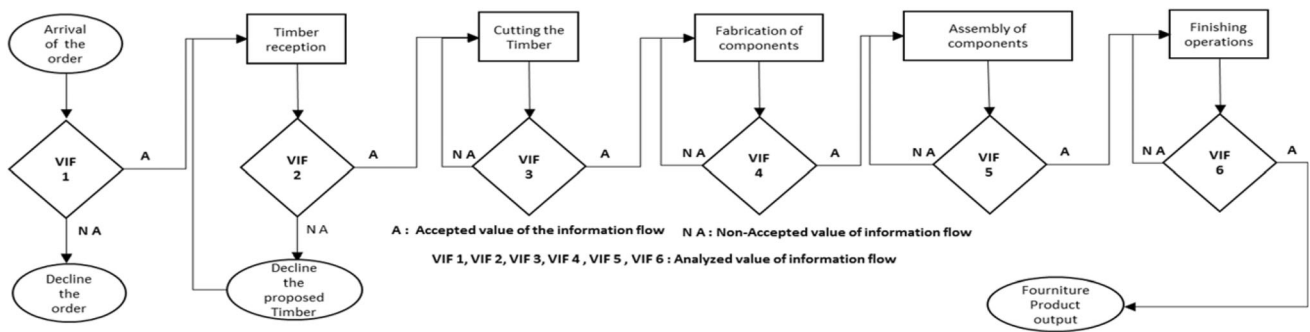 Arrival
of the
order
Timber
reception
Cutting the
Timber
Fabrication of
components
Assembly of
components
Finishing
operations
VIF
1
A
VIF
2
A
N A
VIF
3
A
N A
VIF
4
A
N A
VIF
5
A
N A
VIF
6
A
N A
N A
A : Accepted value of the information flow
N A : Non-Accepted value of information flow
VIF 1, VIF 2, VIF 3, VIF 4 , VIF 5 , VIF 6 : Analyzed value of information flow
Decline
the
order
Decline
the
proposed
Timber
Fourniture
Product
output